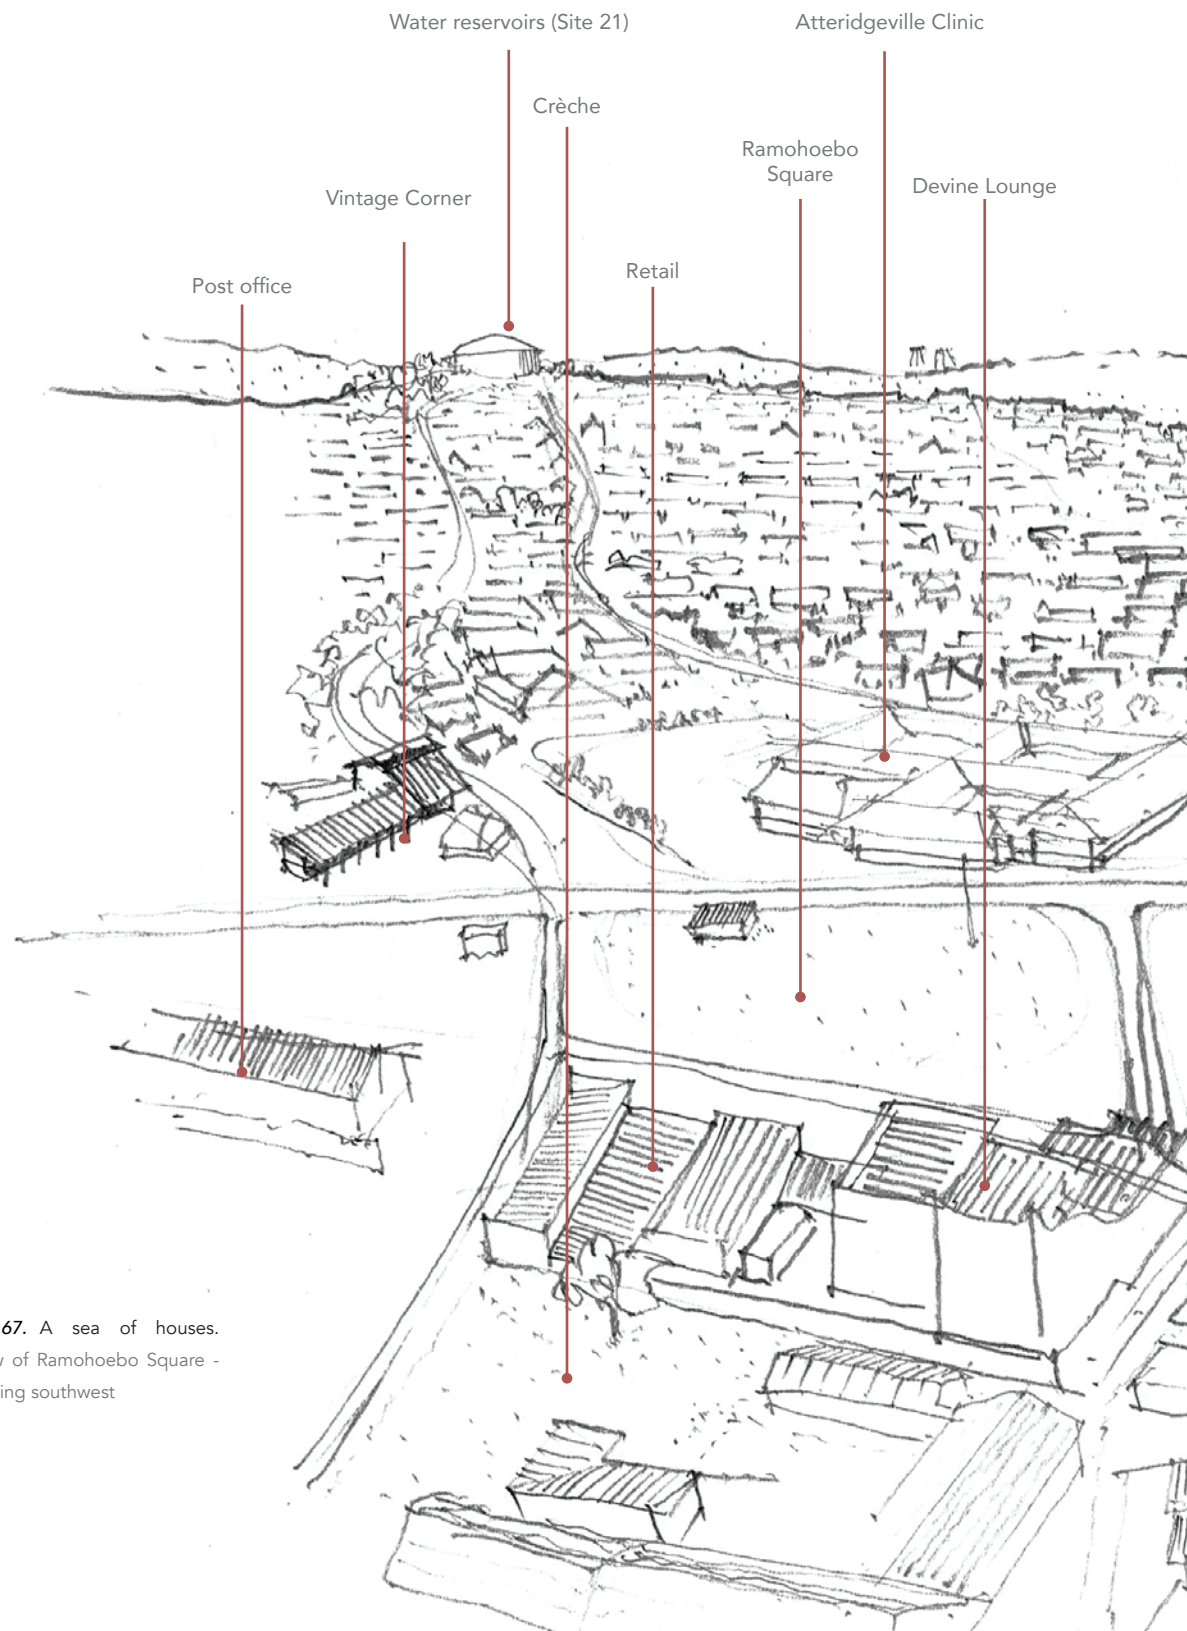 Water reservoirs (Site 21)
Atteridgeville Clinic
Crèche
Ramohoebo
Square
Devine Lounge
Vintage Corner
Retail
Post office
67. A sea of houses.
of Ramohoebo Square -
southwest